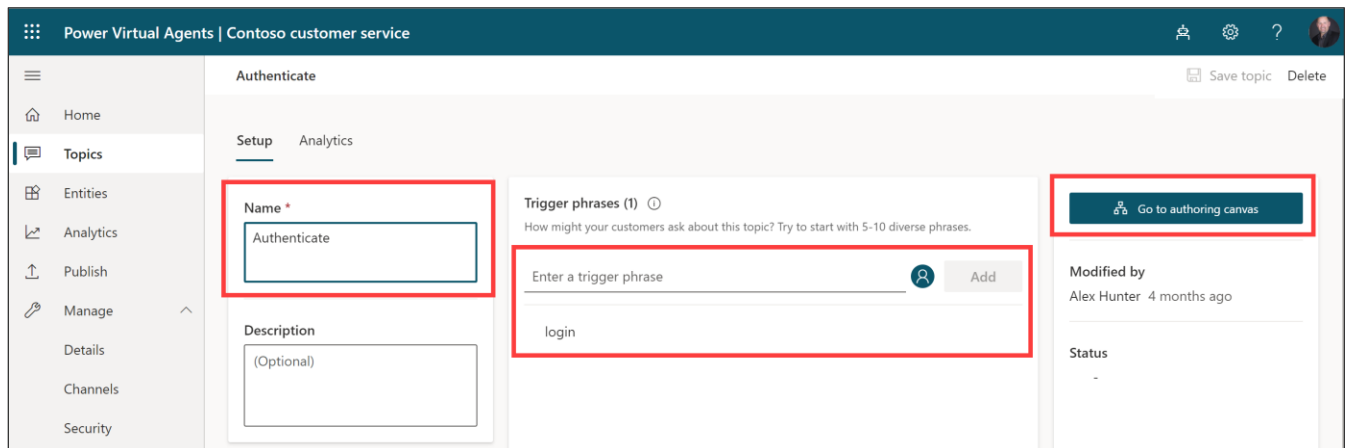 Power Virtual Agents | Contoso customer service
?
Authenticate
Save topic Delete
Home
Topics
Entities
Analytics
Publish
Manage
Details
Channels
Security
Setup Analytics
Name *
Authenticate
Description
(Optional)
Trigger phrases (1)
How might your customers ask about this topic? Try to start with 5-10 diverse phrases.
Enter a trigger phrase
Add
login
Go to authoring canvas
Modified by
Alex Hunter 4 months ago
Status
-